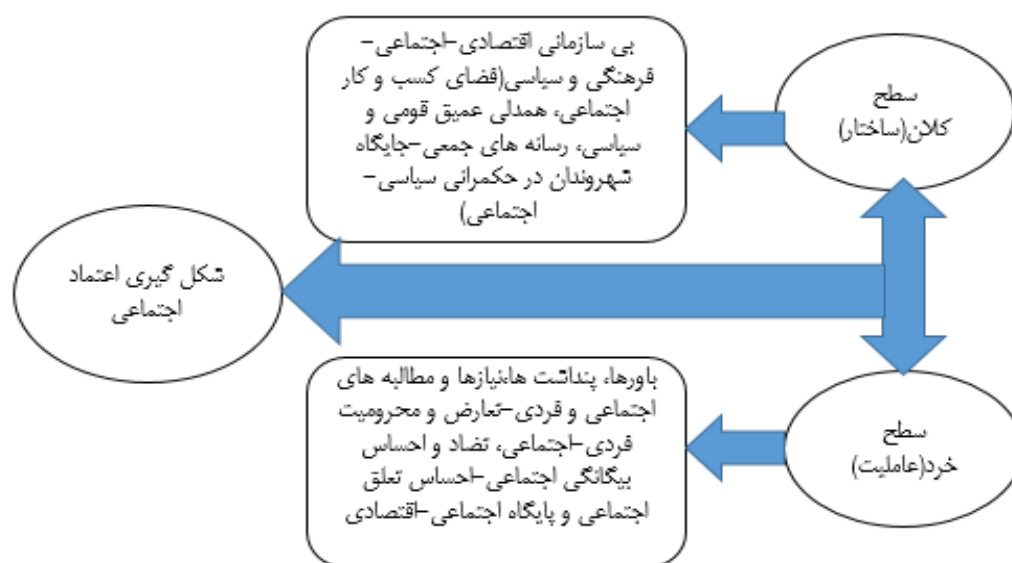 سطح
کلان(ساختار)
بی سازمانی اقتصادی-اجتماعی-
فرهنگی و سیاسی(فضای کسب و کار
اجتماعی، همدلی عمیق قومی و
سیاسی، رسانه های جمعی-جایگاه
شهروندان در حکمرانی سیاسی-
اجتماعی)
شکل گیری اعتماد
اجتماعی
سطح
خرد(عاملیت)
باورها، پنداشت ها،نیازها و مطالبه های
اجتماعی و فردی-تعارض و محرومیت
فردی-اجتماعی، تضاد و احساس
بیگانگی اجتماعی-احساس تعلق
اجتماعی و پایگاه اجتماعی-اقتصادی